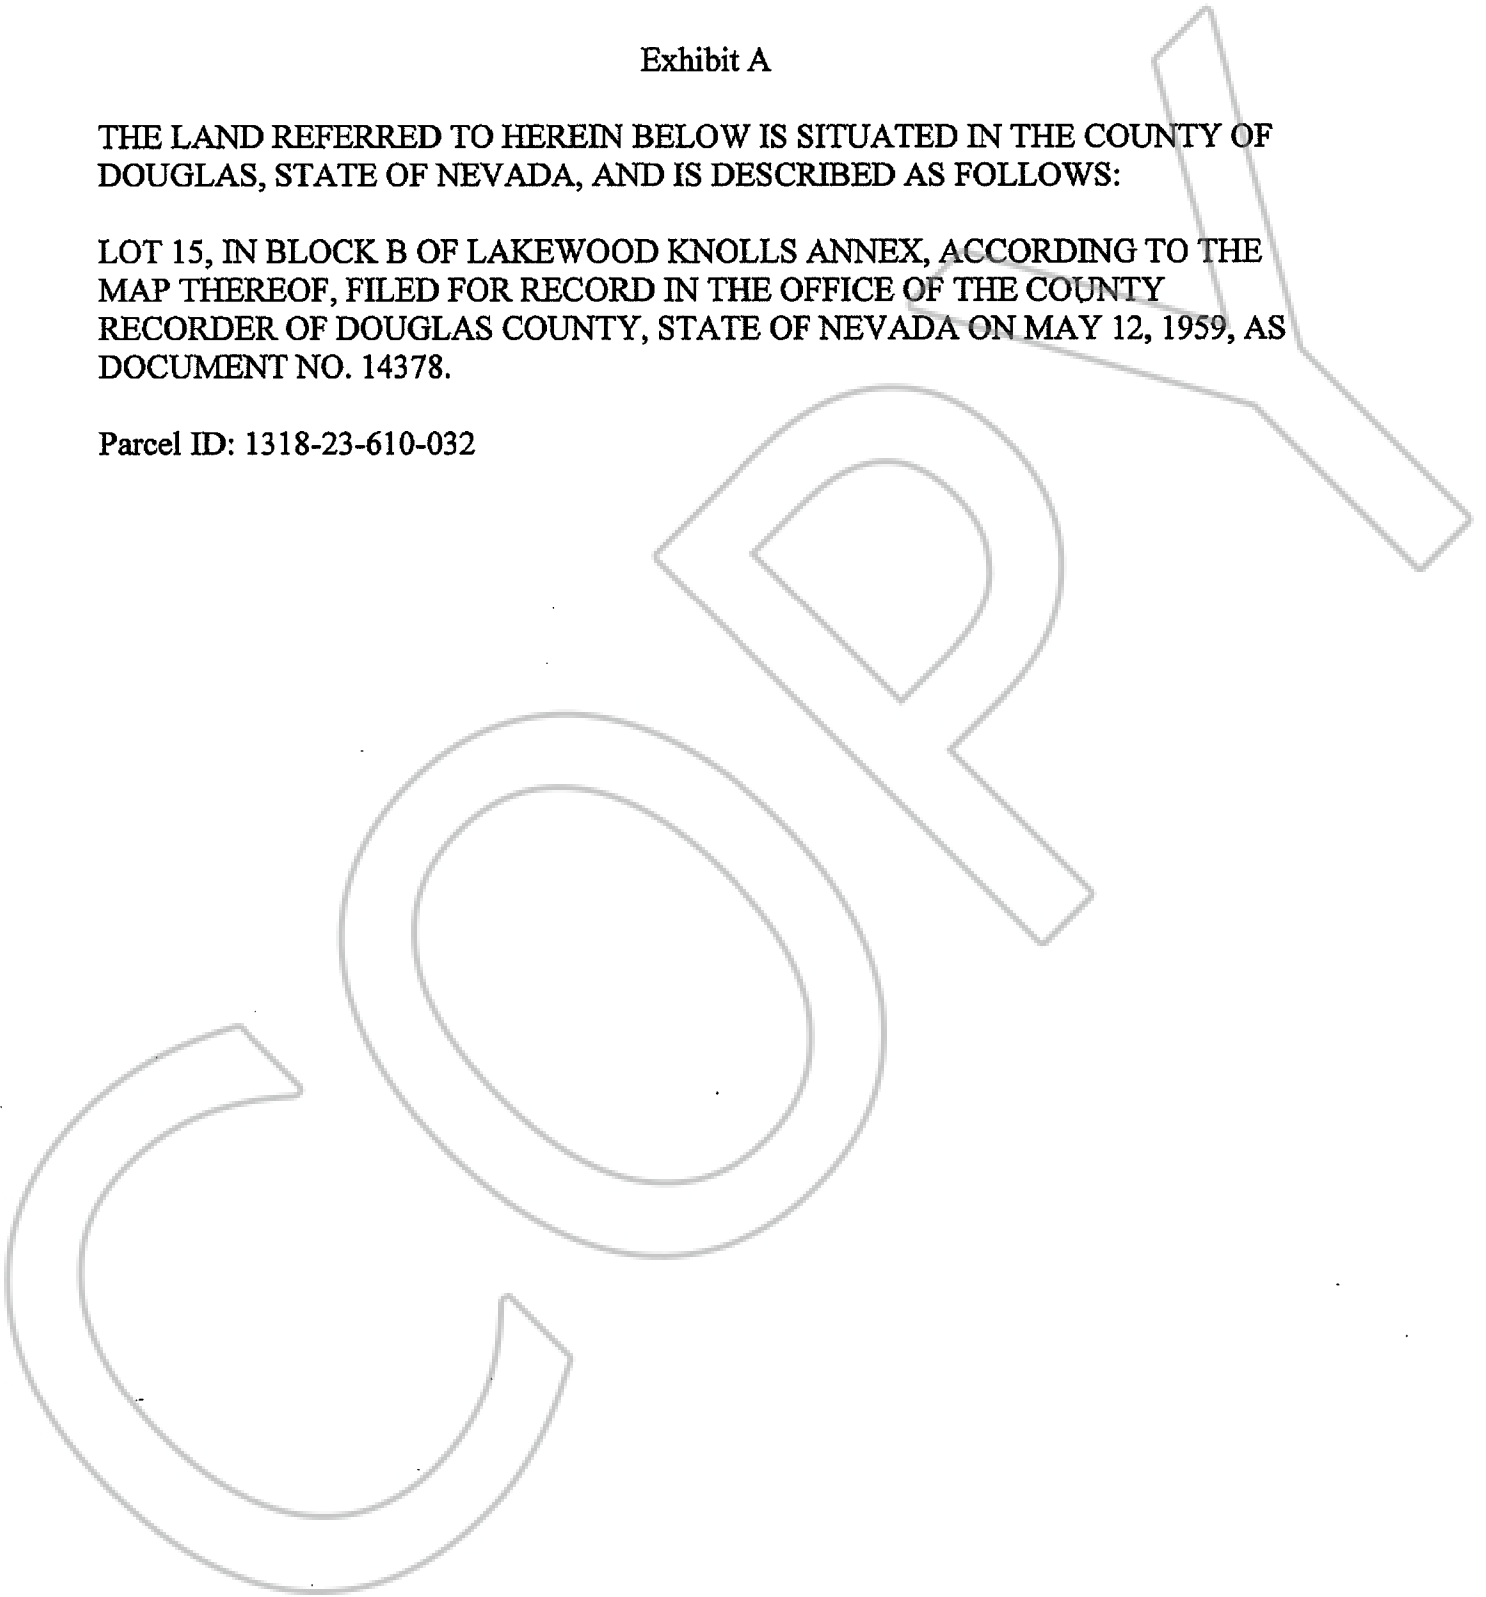 Exhibit A
THE LAND REFERRED TO HEREIN BELOW IS SITUATED IN THE COUNTY OF
DOUGLAS, STATE OF NEVADA, AND IS DESCRIBED AS FOLLOWS:
LOT 15, IN BLOCK B OF LAKEWOOD KNOLLS ANNEX, ACCORDING TO THE
MAP THEREOF, FILED FOR RECORD IN THE OFFICE OF THE COUNTY
RECORDER OF DOUGLAS COUNTY, STATE OF NEVADA ON MAY 12, 1959, AS
DOCUMENT NO. 14378.
Parcel ID: 1318-23-610-032
COPY